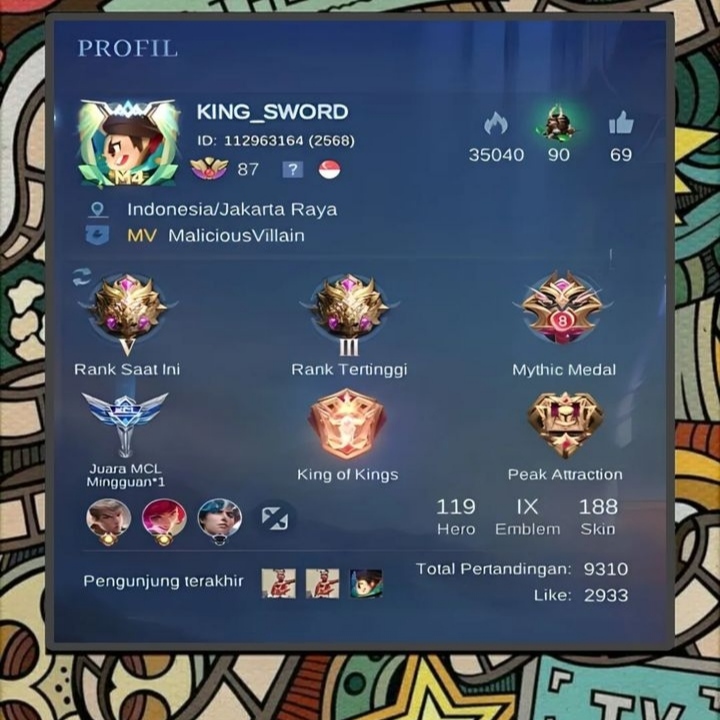 PROFIL
KING_SWORD
ID: 112963164 (2568)
87 ?
35040 90 69
Indonesia/Jakarta Raya
MV MaliciousVillain
V III 8
Rank Saat Ini Rank Tertinggi Mythic Medal
MCL
Juara MCL
Mingguan*1
King of Kings Peak Attraction
119 IX 188
Hero Emblem Skin
Pengunjung terakhir
Total Pertandingan: 9310
Like: 2933
M4
TY